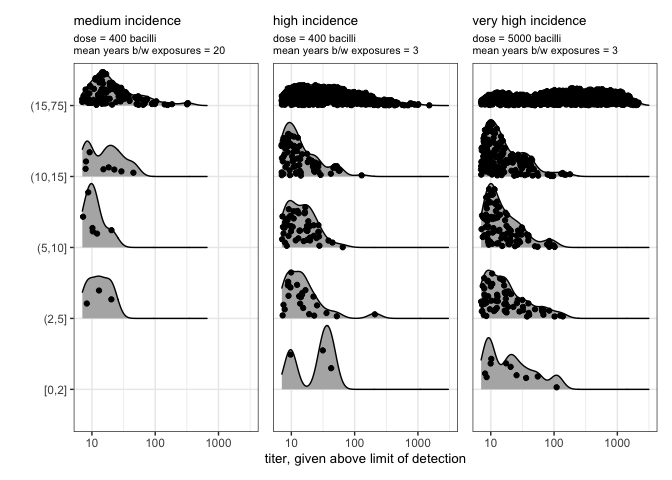 medium incidence
dose = 400 bacilli
mean years b/w exposures = 20
high incidence
dose = 400 bacilli
mean years b/w exposures = 3
very high incidence
dose = 5000 bacilli
mean years b/w exposures = 3
(15,75]
(10,15]
(5,10]
(2,5]
[0,2]
10 100 1000
10 100 1000
10 100 1000
titer, given above limit of detection